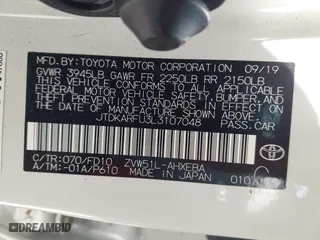 MFD.BY: TOYOTA MOTOR CORPORATION 09/19
GVWR 3945LB GAWR FR 2250LB RR 2150LB
THIS VEHICLE CONFORMS TO ALL APPLICABLE
FEDERAL MOTOR VEHICLE SAFETY, BUMPER AND
THEFT PREVENTION STANDARDS IN EFFECT ON THE
DATE OF MANUFACTURE SHOWN ABOVE.
JTDKARFU3L3107048 PASS. CAR
C/TR: 070/FD10 ZVW51L-AHXEBA
A/TM: -01A/P610 MADE IN JAPAN
TOYOTA